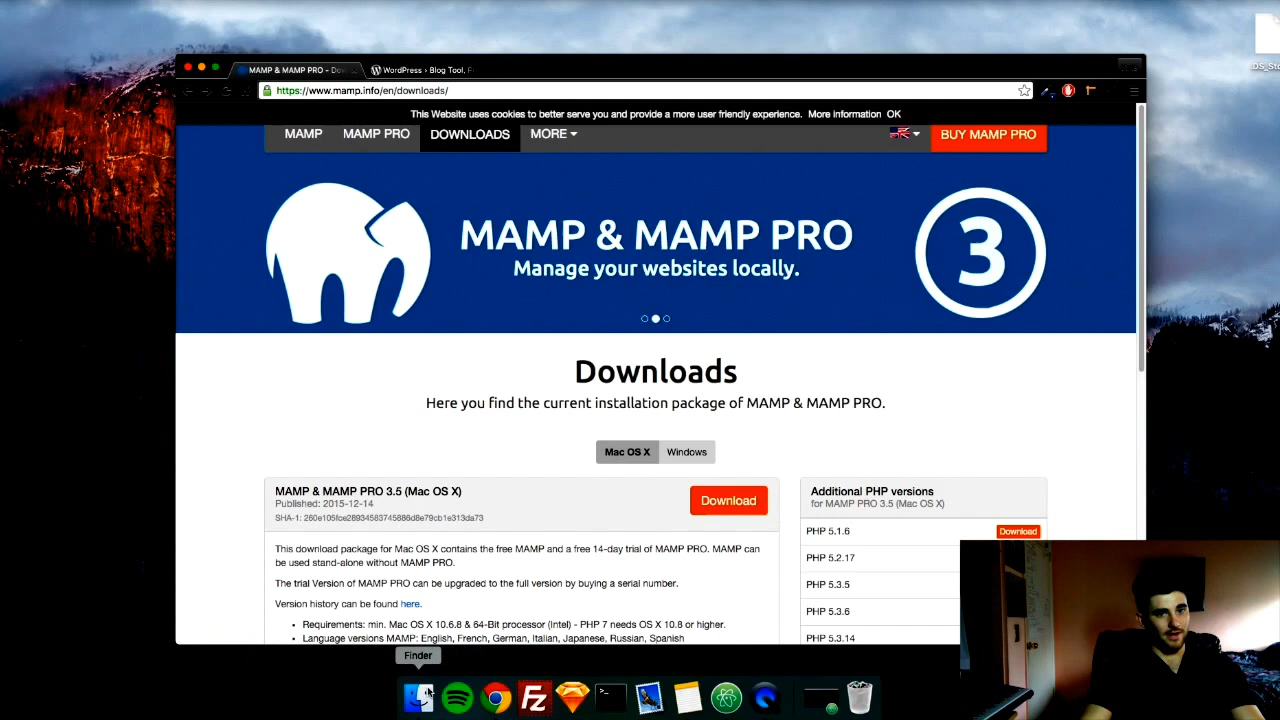 MAMP & MAMP PRO - Dow
WordPress › Blog Tool, P
https://www.mamp.info/en/downloads/
This Website uses cookies to better serve you and provide a more user friendly experience. More information OK
MAMP MAMP PRO DOWNLOADS MORE BUY MAMP PRO
MAMP & MAMP PRO
Manage your websites locally.
3
Downloads
Here you find the current installation package of MAMP & MAMP PRO.
Mac OS X Windows
MAMP & MAMP PRO 3.5 (Mac OS X)
Published: 2015-12-14
Download
This download package for Mac OS X contains the free MAMP and a free 14-day trial of MAMP PRO. MAMP can
be used stand-alone without MAMP PRO.
The trial Version of MAMP PRO can be upgraded to the full version by buying a serial number.
Version history can be found here.
• Requirements: min. Mac OS X 10.6.8 & 64-Bit processor (Intel) - PHP 7 needs OS X 10.8 or higher.
• Language versions MAMP: English, French, German, Italian, Japanese, Russian, Spanish
Additional PHP versions
for MAMP PRO 3.5 (Mac OS X)
PHP 5.1.6 Download
PHP 5.2.17
PHP 5.3.5
PHP 5.3.6
PHP 5.3.14
Finder
Fz